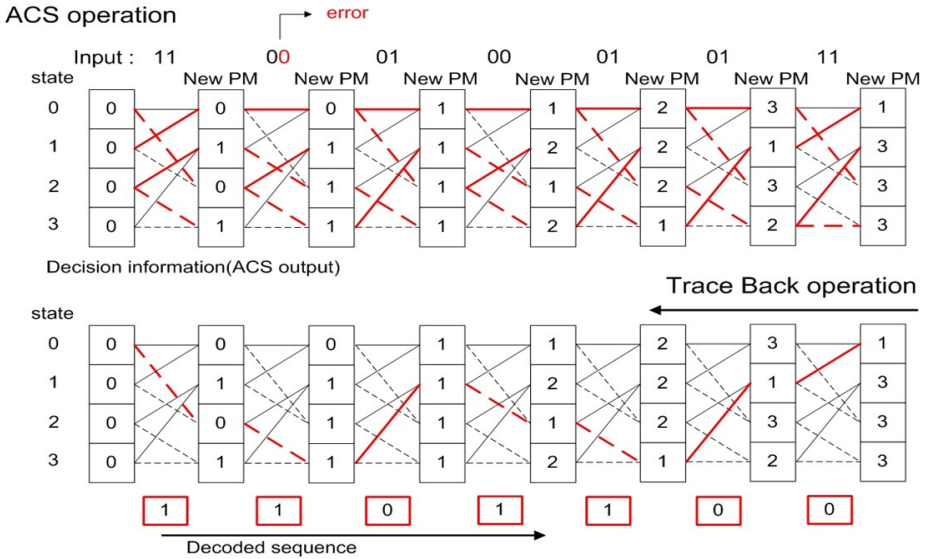 ACS operation
error
Input : 11 00 01 00 01 01 11
state New PM New PM New PM New PM New PM New PM New PM
0 0 0 0 1 1 2 3 1
1 0 1 1 1 2 2 1 3
2 0 0 1 1 1 2 3 3
3 0 1 1 1 2 1 2 3
Decision information(ACS output)
Trace Back operation
state
0 0 0 0 1 1 2 3 1
1 0 1 1 1 2 2 1 3
2 0 0 1 1 1 2 3 3
3 0 1 1 1 2 1 2 3
1 1 0 1 1 0 0
Decoded sequence